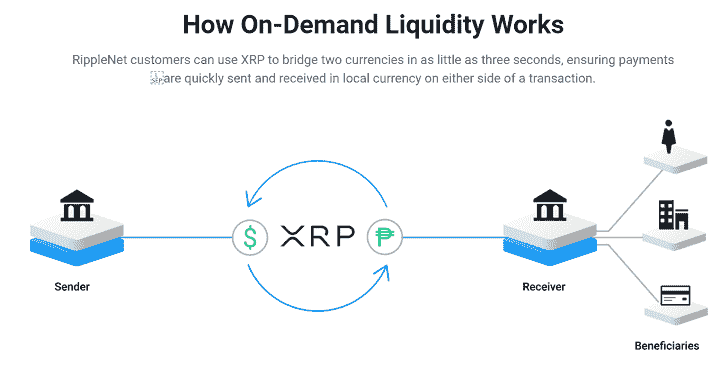 How On-Demand Liquidity Works
RippleNet customers can use XRP to bridge two currencies in as little as three seconds, ensuring payments
are quickly sent and received in local currency on either side of a transaction.
$ XRP ₱
Sender
Receiver
Beneficiaries